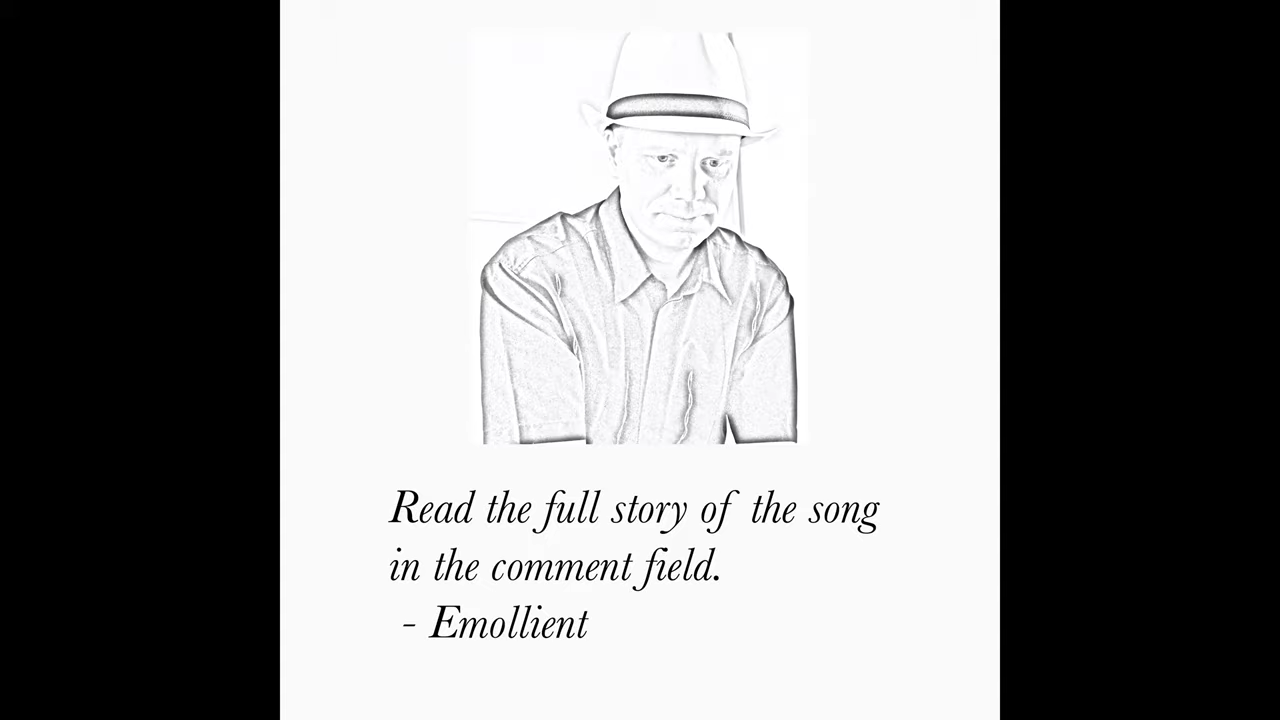 Read the full story of the song
in the comment field.
- Emollient